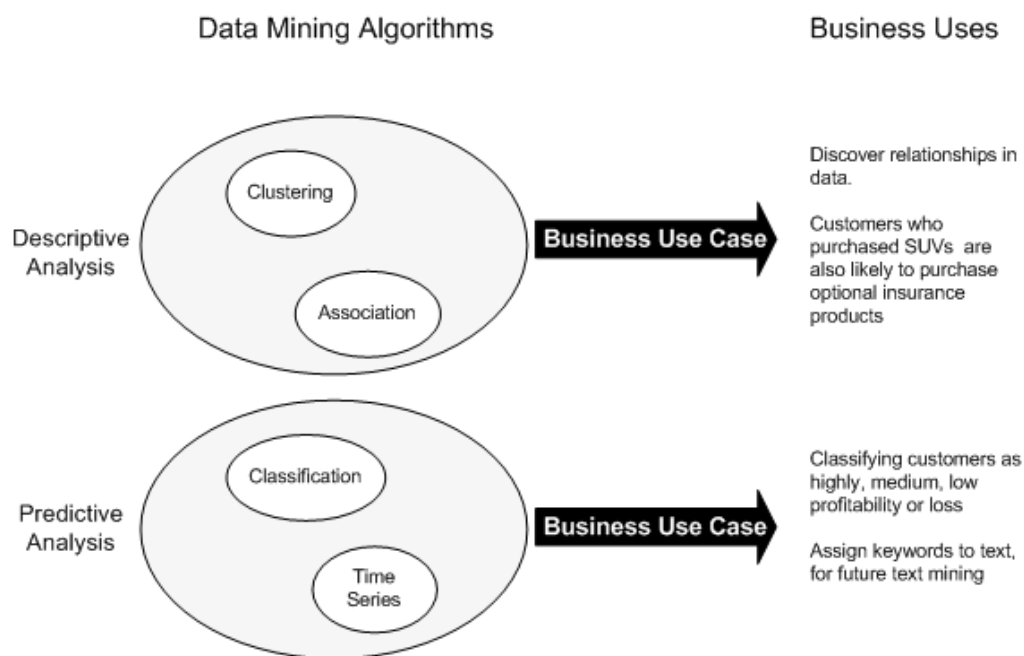 Data Mining Algorithms
Business Uses
Descriptive
Analysis
Clustering
Association
Business Use Case
Discover relationships in
data.
Customers who
purchased SUVs are
also likely to purchase
optional insurance
products
Predictive
Analysis
Classification
Time
Series
Business Use Case
Classifying customers as
highly, medium, low
profitability or loss
Assign keywords to text,
for future text mining